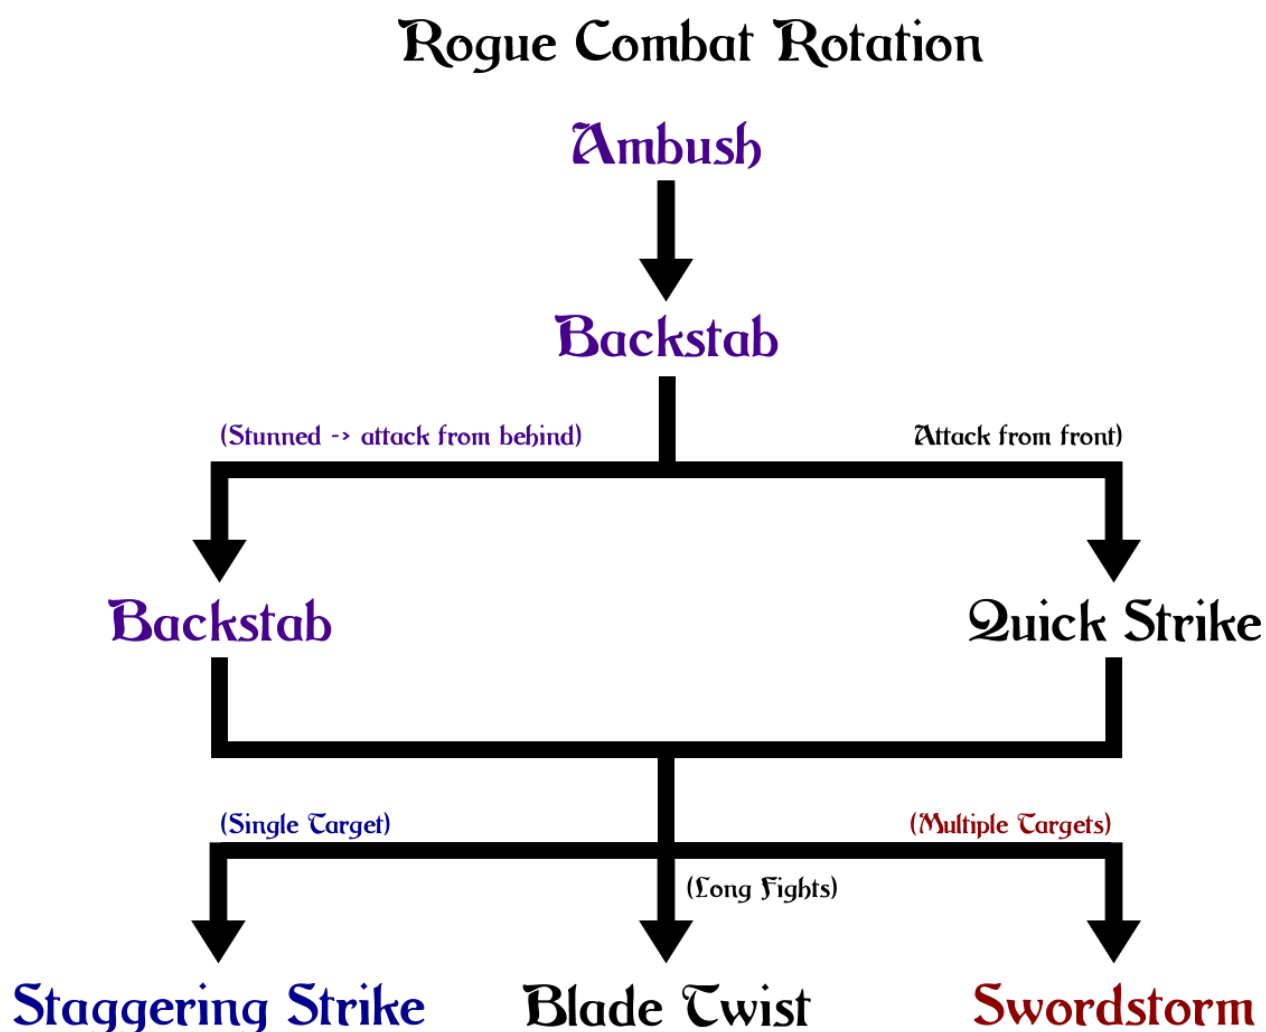 Rogue Combat Rotation
Ambush
Backstab
(Stunned -> attack from behind)
Attack from front)
Backstab
Quick Strike
(Single Target)
(Multiple Targets)
(Long Fights)
Staggering Strike
Blade Twist
Swordstorm